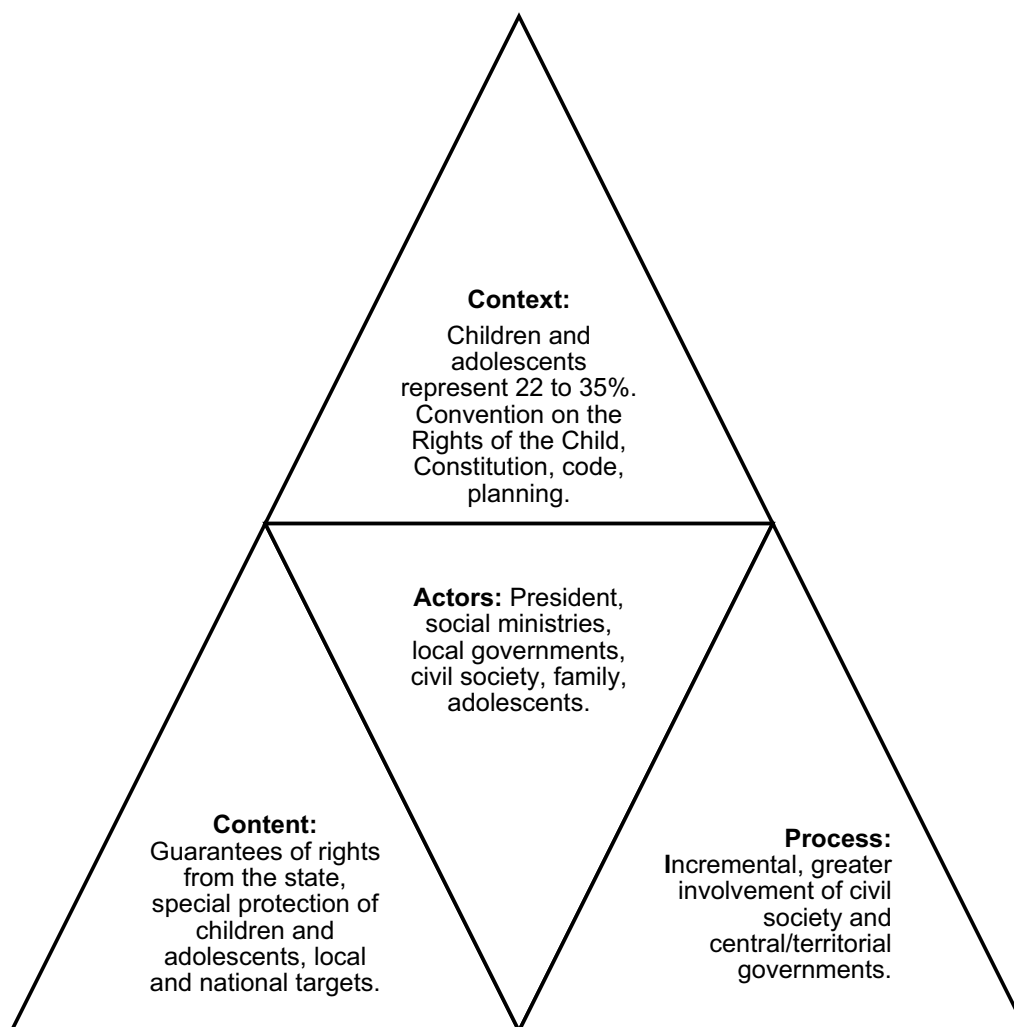 Context:
Children and
adolescents
represent 22 to 35%.
Convention on the
Rights of the Child,
Constitution, code,
planning.
Actors: President,
social ministries,
local governments,
civil society, family,
adolescents.
Content:
Guarantees of rights
from the state,
special protection of
children and
adolescents, local
and national targets.
Process:
Incremental, greater
involvement of civil
society and
central/territorial
governments.